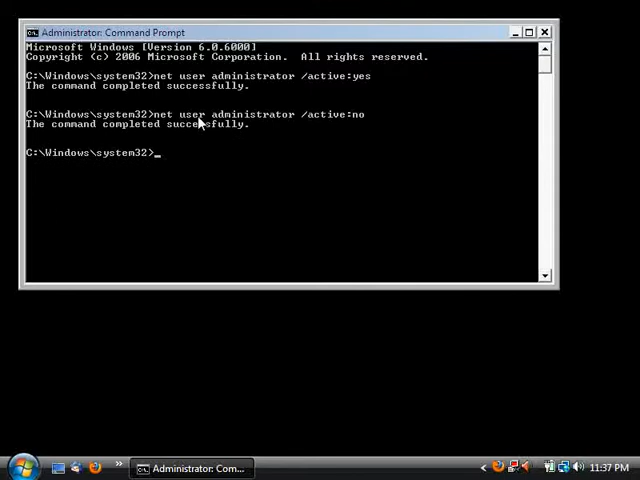 Administrator: Command Prompt
Microsoft Windows [Version 6.0.6000]
Copyright (c) 2006 Microsoft Corporation.  All rights reserved.
C:\Windows\system32>net user administrator /active:yes
The command completed successfully.
C:\Windows\system32>net user administrator /active:no
The command completed successfully.
C:\Windows\system32>_
Administrator: Com...
11:37 PM